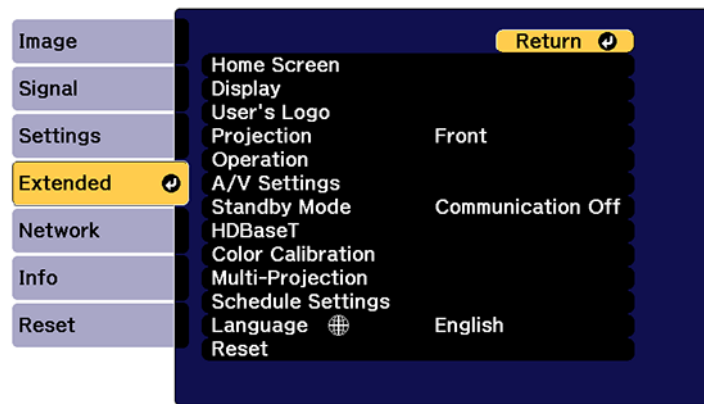 Image
Signal
Settings
Extended
Network
Info
Reset
Return
Home Screen
Display
User's Logo
Projection Front
Operation
A/V Settings
Standby Mode Communication Off
HDBaseT
Color Calibration
Multi-Projection
Schedule Settings
Language English
Reset